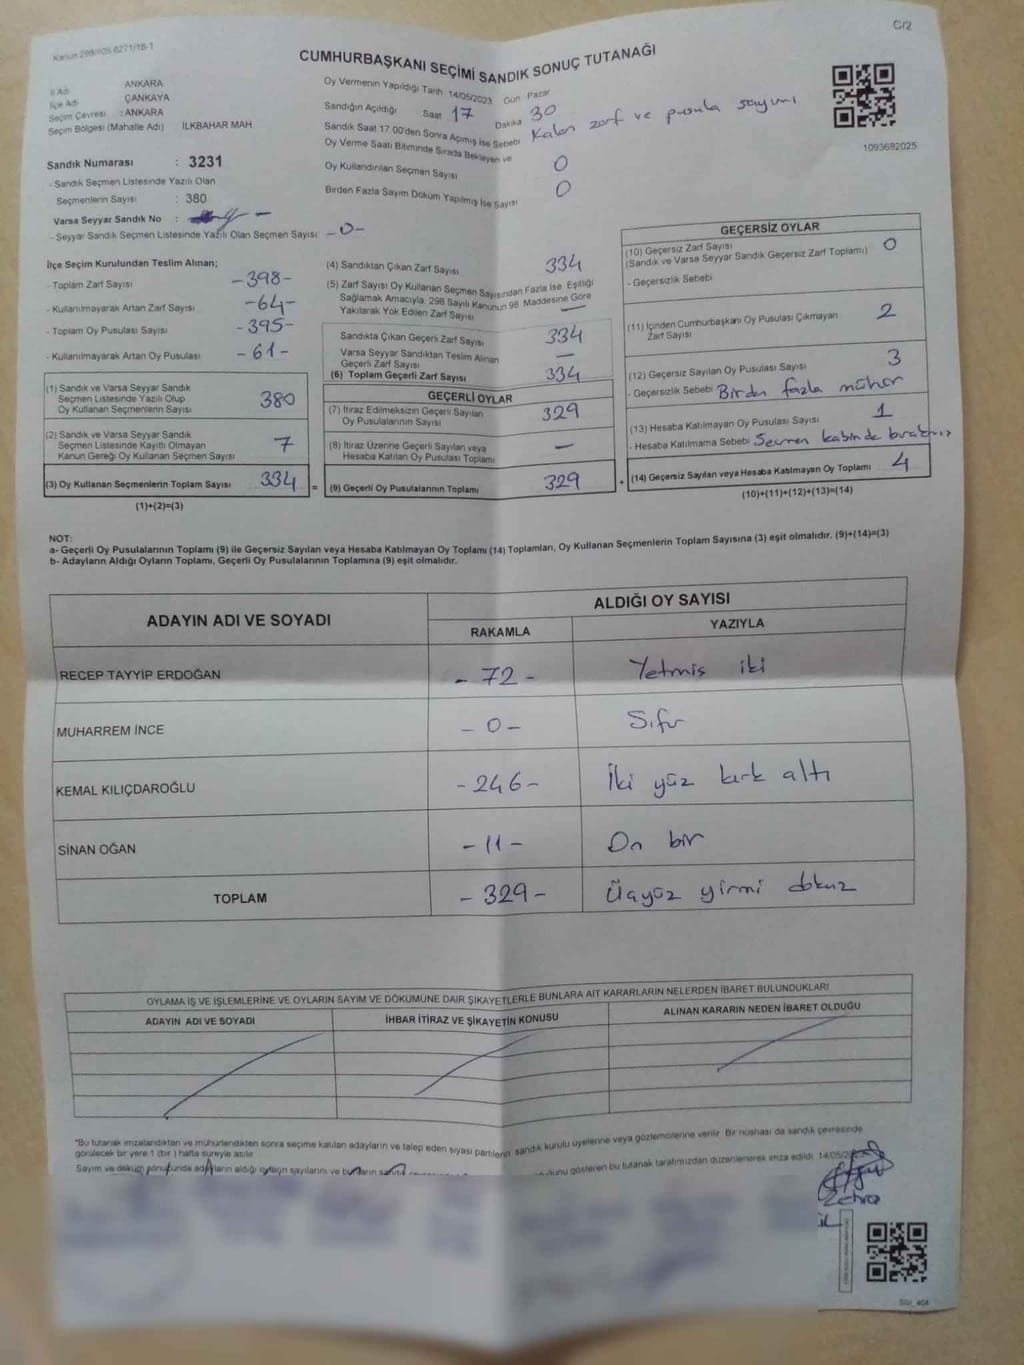 Kanun 298/105 6271/18-1
C/2
CUMHURBAŞKANI SEÇİMİ SANDIK SONUÇ TUTANAĞI
İl Adı ANKARA
İlçe Adı ÇANKAYA
Seçim Çevresi : ANKARA
Seçim Bölgesi (Mahalle Adı) İLKBAHAR MAH
Sandık Numarası : 3231
- Sandık Seçmen Listesinde Yazılı Olan
Seçmenlerin Sayısı : 380
Varsa Seyyar Sandık No :
- Seyyar Sandık Seçmen Listesinde Yazılı Olan Seçmen Sayısı: -0-
Oy Vermenin Yapıldığı Tarih 14/05/2023 Gün Pazar
Sandığın Açıldığı Saat 17 Dakika 30
Sandık Saat 17.00'den Sonra Açılmış İse Sebebi Kalan zarf ve pusula sayımı
Oy Verme Saati Bitiminde Sırada Bekleyen ve
Oy Kullandırılan Seçmen Sayısı 0
Birden Fazla Sayım Döküm Yapılmış İse Sayısı 0
1093682025
İlçe Seçim Kurulundan Teslim Alınan;
- Toplam Zarf Sayısı -398-
- Kullanılmayarak Artan Zarf Sayısı -64-
- Toplam Oy Pusulası Sayısı -395-
- Kullanılmayarak Artan Oy Pusulası -61-
(1) Sandık ve Varsa Seyyar Sandık
Seçmen Listesinde Yazılı Olup
Oy Kullanan Seçmenlerin Sayısı 380
(2) Sandık ve Varsa Seyyar Sandık
Seçmen Listesinde Kayıtlı Olmayan
Kanun Gereği Oy Kullanan Seçmen Sayısı 7
(3) Oy Kullanan Seçmenlerin Toplam Sayısı 334 =
(1)+(2)=(3)
(4) Sandıktan Çıkan Zarf Sayısı 334
(5) Zarf Sayısı Oy Kullanan Seçmen Sayısından Fazla İse, Eşitliği
Sağlamak Amacıyla, 298 Sayılı Kanunun 98. Maddesine Göre
Yakılarak Yok Edilen Zarf Sayısı —
Sandıkta Çıkan Geçerli Zarf Sayısı 334
Varsa Seyyar Sandıktan Teslim Alınan
Geçerli Zarf Sayısı —
(6) Toplam Geçerli Zarf Sayısı 334
GEÇERLİ OYLAR
(7) İtiraz Edilmeksizin Geçerli Sayılan
Oy Pusulalarının Sayısı 329
(8) İtiraz Üzerine Geçerli Sayılan veya
Hesaba Katılan Oy Pusulası Toplamı —
(9) Geçerli Oy Pusulalarının Toplamı 329 +
GEÇERSİZ OYLAR
(10) Geçersiz Zarf Sayısı 0
(Sandık ve Varsa Seyyar Sandık Geçersiz Zarf Toplamı)
- Geçersizlik Sebebi
(11) İçinden Cumhurbaşkanı Oy Pusulası Çıkmayan
Zarf Sayısı 2
(12) Geçersiz Sayılan Oy Pusulası Sayısı 3
- Geçersizlik Sebebi Birden fazla mühür
(13) Hesaba Katılmayan Oy Pusulası Sayısı 1
- Hesaba Katılmama Sebebi Seçmen kabinde bırakmış
(14) Geçersiz Sayılan veya Hesaba Katılmayan Oy Toplamı 4
(10)+(11)+(12)+(13)=(14)
NOT:
a- Geçerli Oy Pusulalarının Toplamı (9) ile Geçersiz Sayılan veya Hesaba Katılmayan Oy Toplamı (14) Toplamları, Oy Kullanan Seçmenlerin Toplam Sayısına (3) eşit olmalıdır. (9)+(14)=(3)
b- Adayların Aldığı Oyların Toplamı, Geçerli Oy Pusulalarının Toplamına (9) eşit olmalıdır.
ADAYIN ADI VE SOYADI ALDIĞI OY SAYISI
RAKAMLA YAZIYLA
RECEP TAYYİP ERDOĞAN -72- Yetmis iki
MUHARREM İNCE -0- Sıfır
KEMAL KILIÇDAROĞLU -246- İki yüz kırk altı
SİNAN OĞAN -11- On bir
TOPLAM -329- Üçyüz yirmi dokuz
OYLAMA İŞ VE İŞLEMLERİNE VE OYLARIN SAYIM VE DÖKÜMÜNE DAİR ŞİKAYETLERLE BUNLARA AİT KARARLARIN NELERDEN İBARET BULUNDUKLARI
ADAYIN ADI VE SOYADI İHBAR İTİRAZ VE ŞİKAYETİN KONUSU ALINAN KARARIN NEDEN İBARET OLDUĞU
*Bu tutanak imzalandıktan ve mühürlendikten sonra seçime katılan adayların ve talep eden siyasi partilerin sandık kurulu üyelerine veya gözlemcilerine verilir. Bir nüshası da sandık çevresinde
görülecek bir yere 1 (bir) hafta süreyle asılır.
Sayım ve döküm sonucunda adayların aldığı oyların sayılarını ve bunların gösteren bu tutanak tarafımızdan düzenlenerek imza edildi. 14/05/
SGİ_404